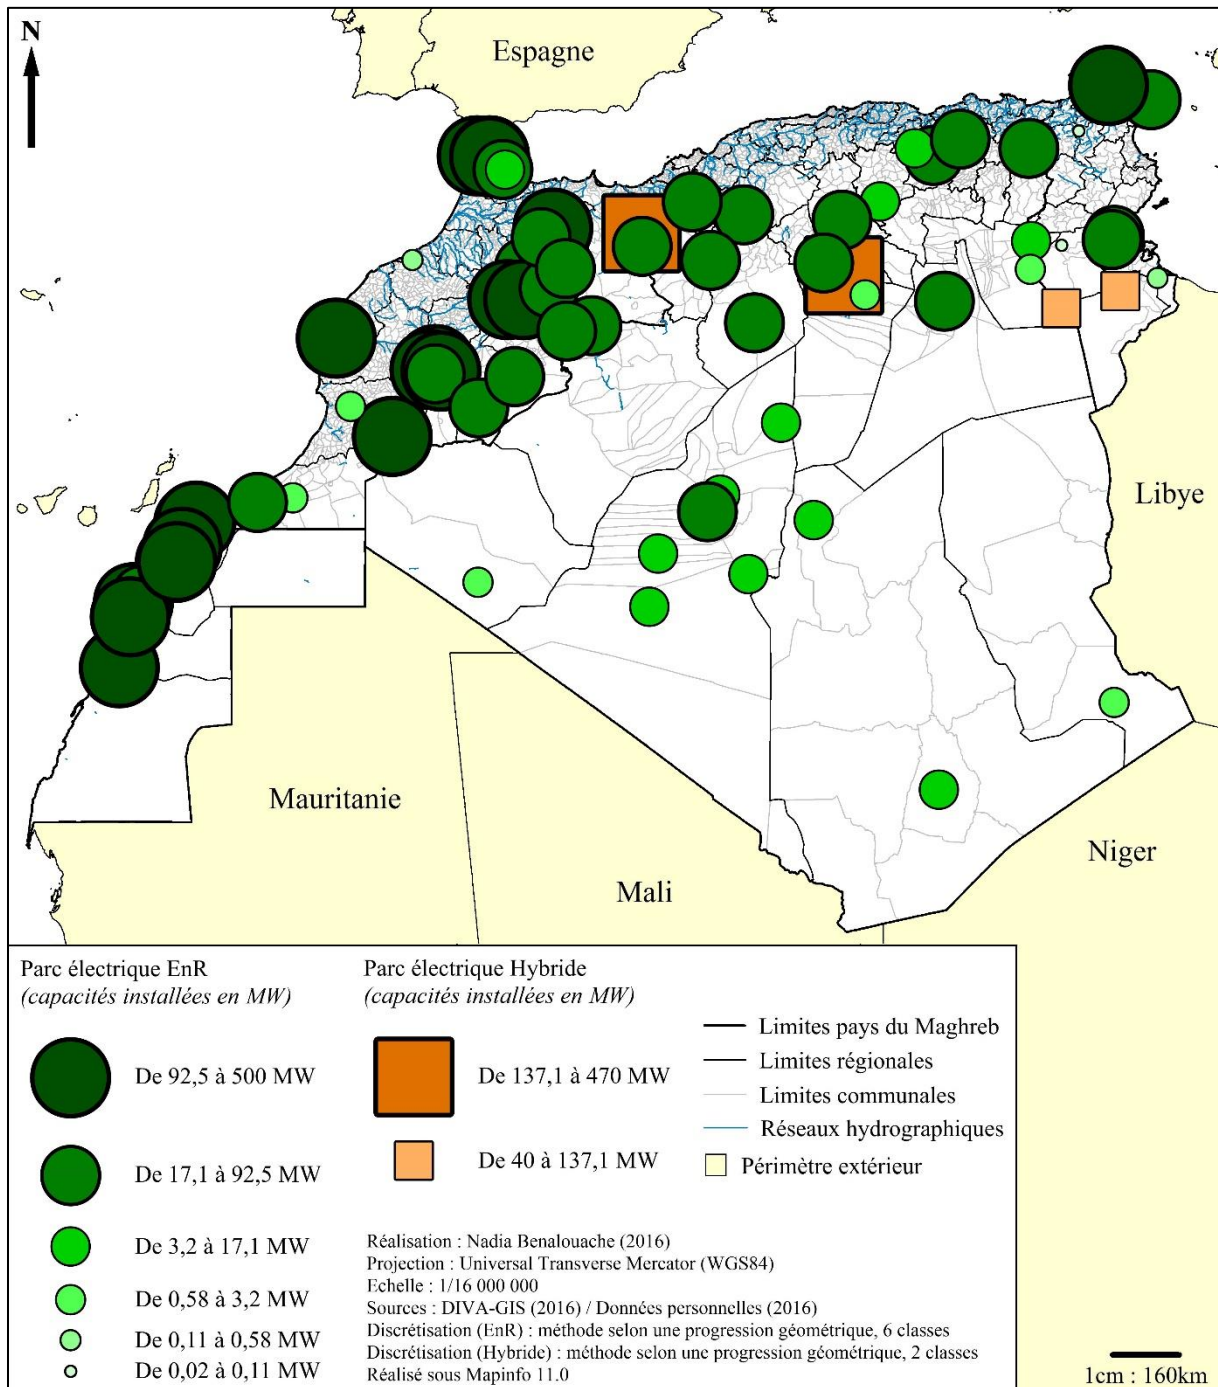 N
Espagne
Libye
Mauritanie
Niger
Mali
Parc électrique EnR
(capacités installées en MW)
De 92,5 à 500 MW
De 17,1 à 92,5 MW
De 3,2 à 17,1 MW
De 0,58 à 3,2 MW
De 0,11 à 0,58 MW
De 0,02 à 0,11 MW
Parc électrique Hybride
(capacités installées en MW)
De 137,1 à 470 MW
De 40 à 137,1 MW
Limites pays du Maghreb
Limites régionales
Limites communales
Réseaux hydrographiques
Périmètre extérieur
Réalisation : Nadia Benalouache (2016)
Projection : Universal Transverse Mercator (WGS84)
Echelle : 1/16 000 000
Sources : DIVA-GIS (2016) / Données personnelles (2016)
Discrétisation (EnR) : méthode selon une progression géométrique, 6 classes
Discrétisation (Hybride) : méthode selon une progression géométrique, 2 classes
Réalisé sous Mapinfo 11.0
1cm : 160km